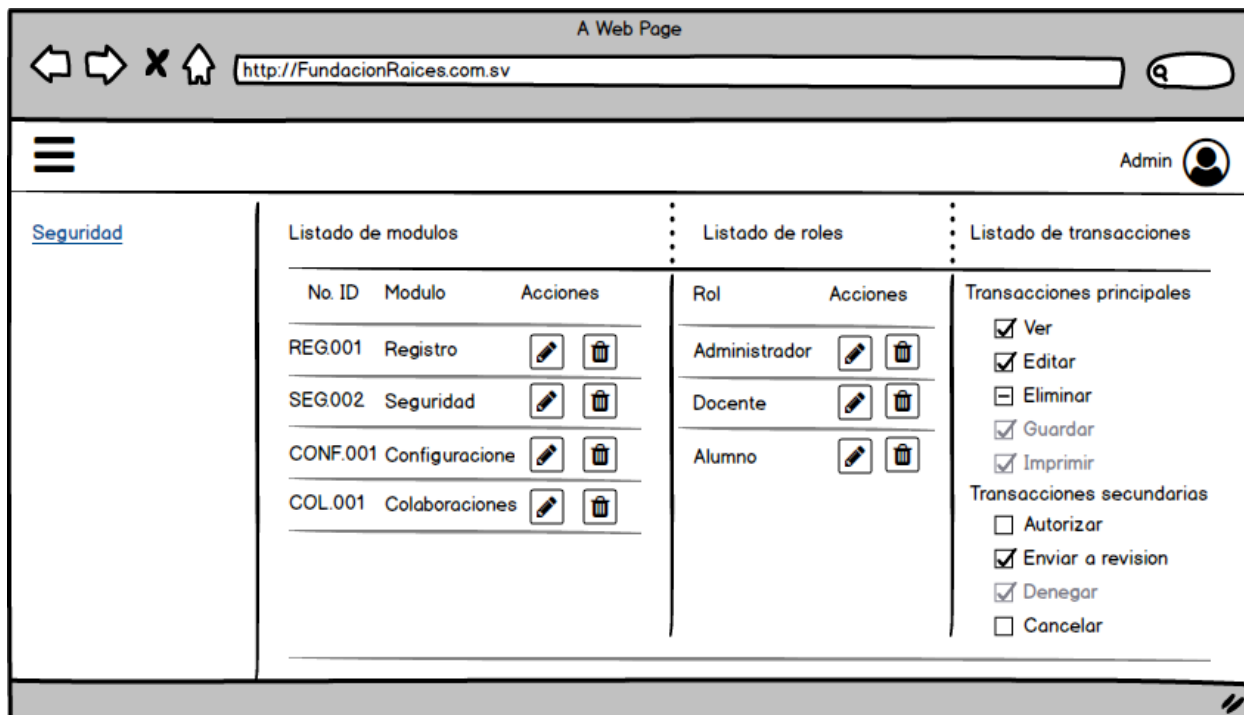 A Web Page
http://FundacionRaices.com.sv
Admin
Seguridad
Listado de modulos
Listado de roles
Listado de transacciones
No. ID Modulo Acciones
REG.001 Registro
SEG.002 Seguridad
CONF.001 Configuracione
COL.001 Colaboraciones
Rol Acciones
Administrador
Docente
Alumno
Transacciones principales
Ver
Editar
Eliminar
Guardar
Imprimir
Transacciones secundarias
Autorizar
Enviar a revision
Denegar
Cancelar